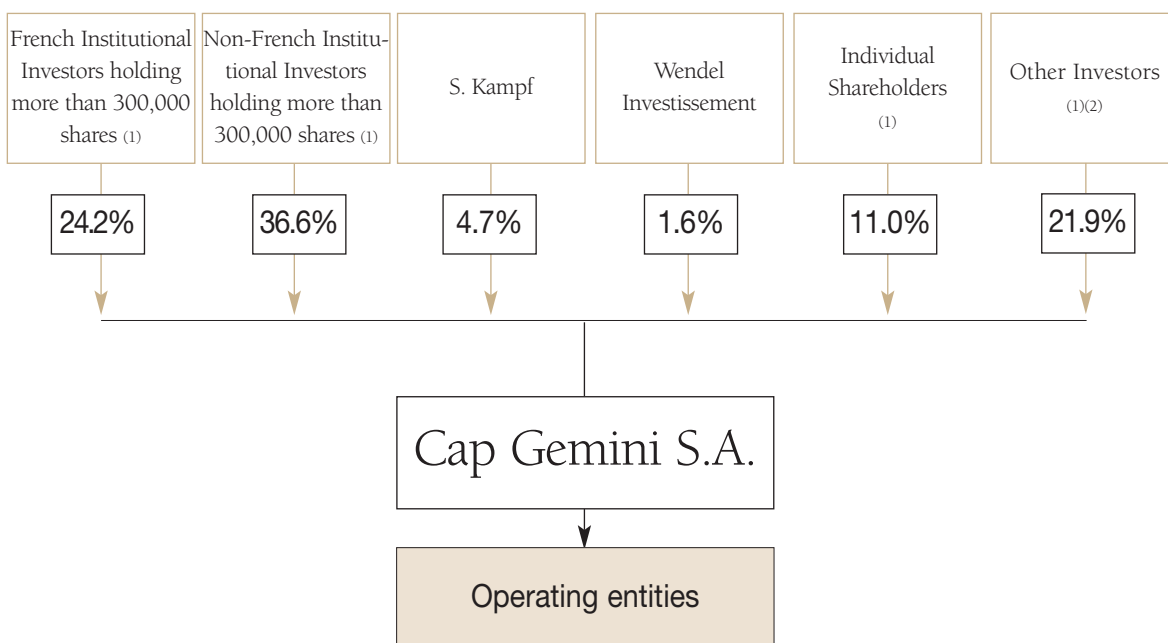 French Institutional
Investors holding
more than 300,000
shares (1)
Non-French Institu-
tional Investors
holding more than
300,000 shares (1)
S. Kampf
Wendel
Investissement
Individual
Shareholders
(1)
Other Investors
(1)(2)
24.2%
36.6%
4.7%
1.6%
11.0%
21.9%
Cap Gemini S.A.
Operating entities